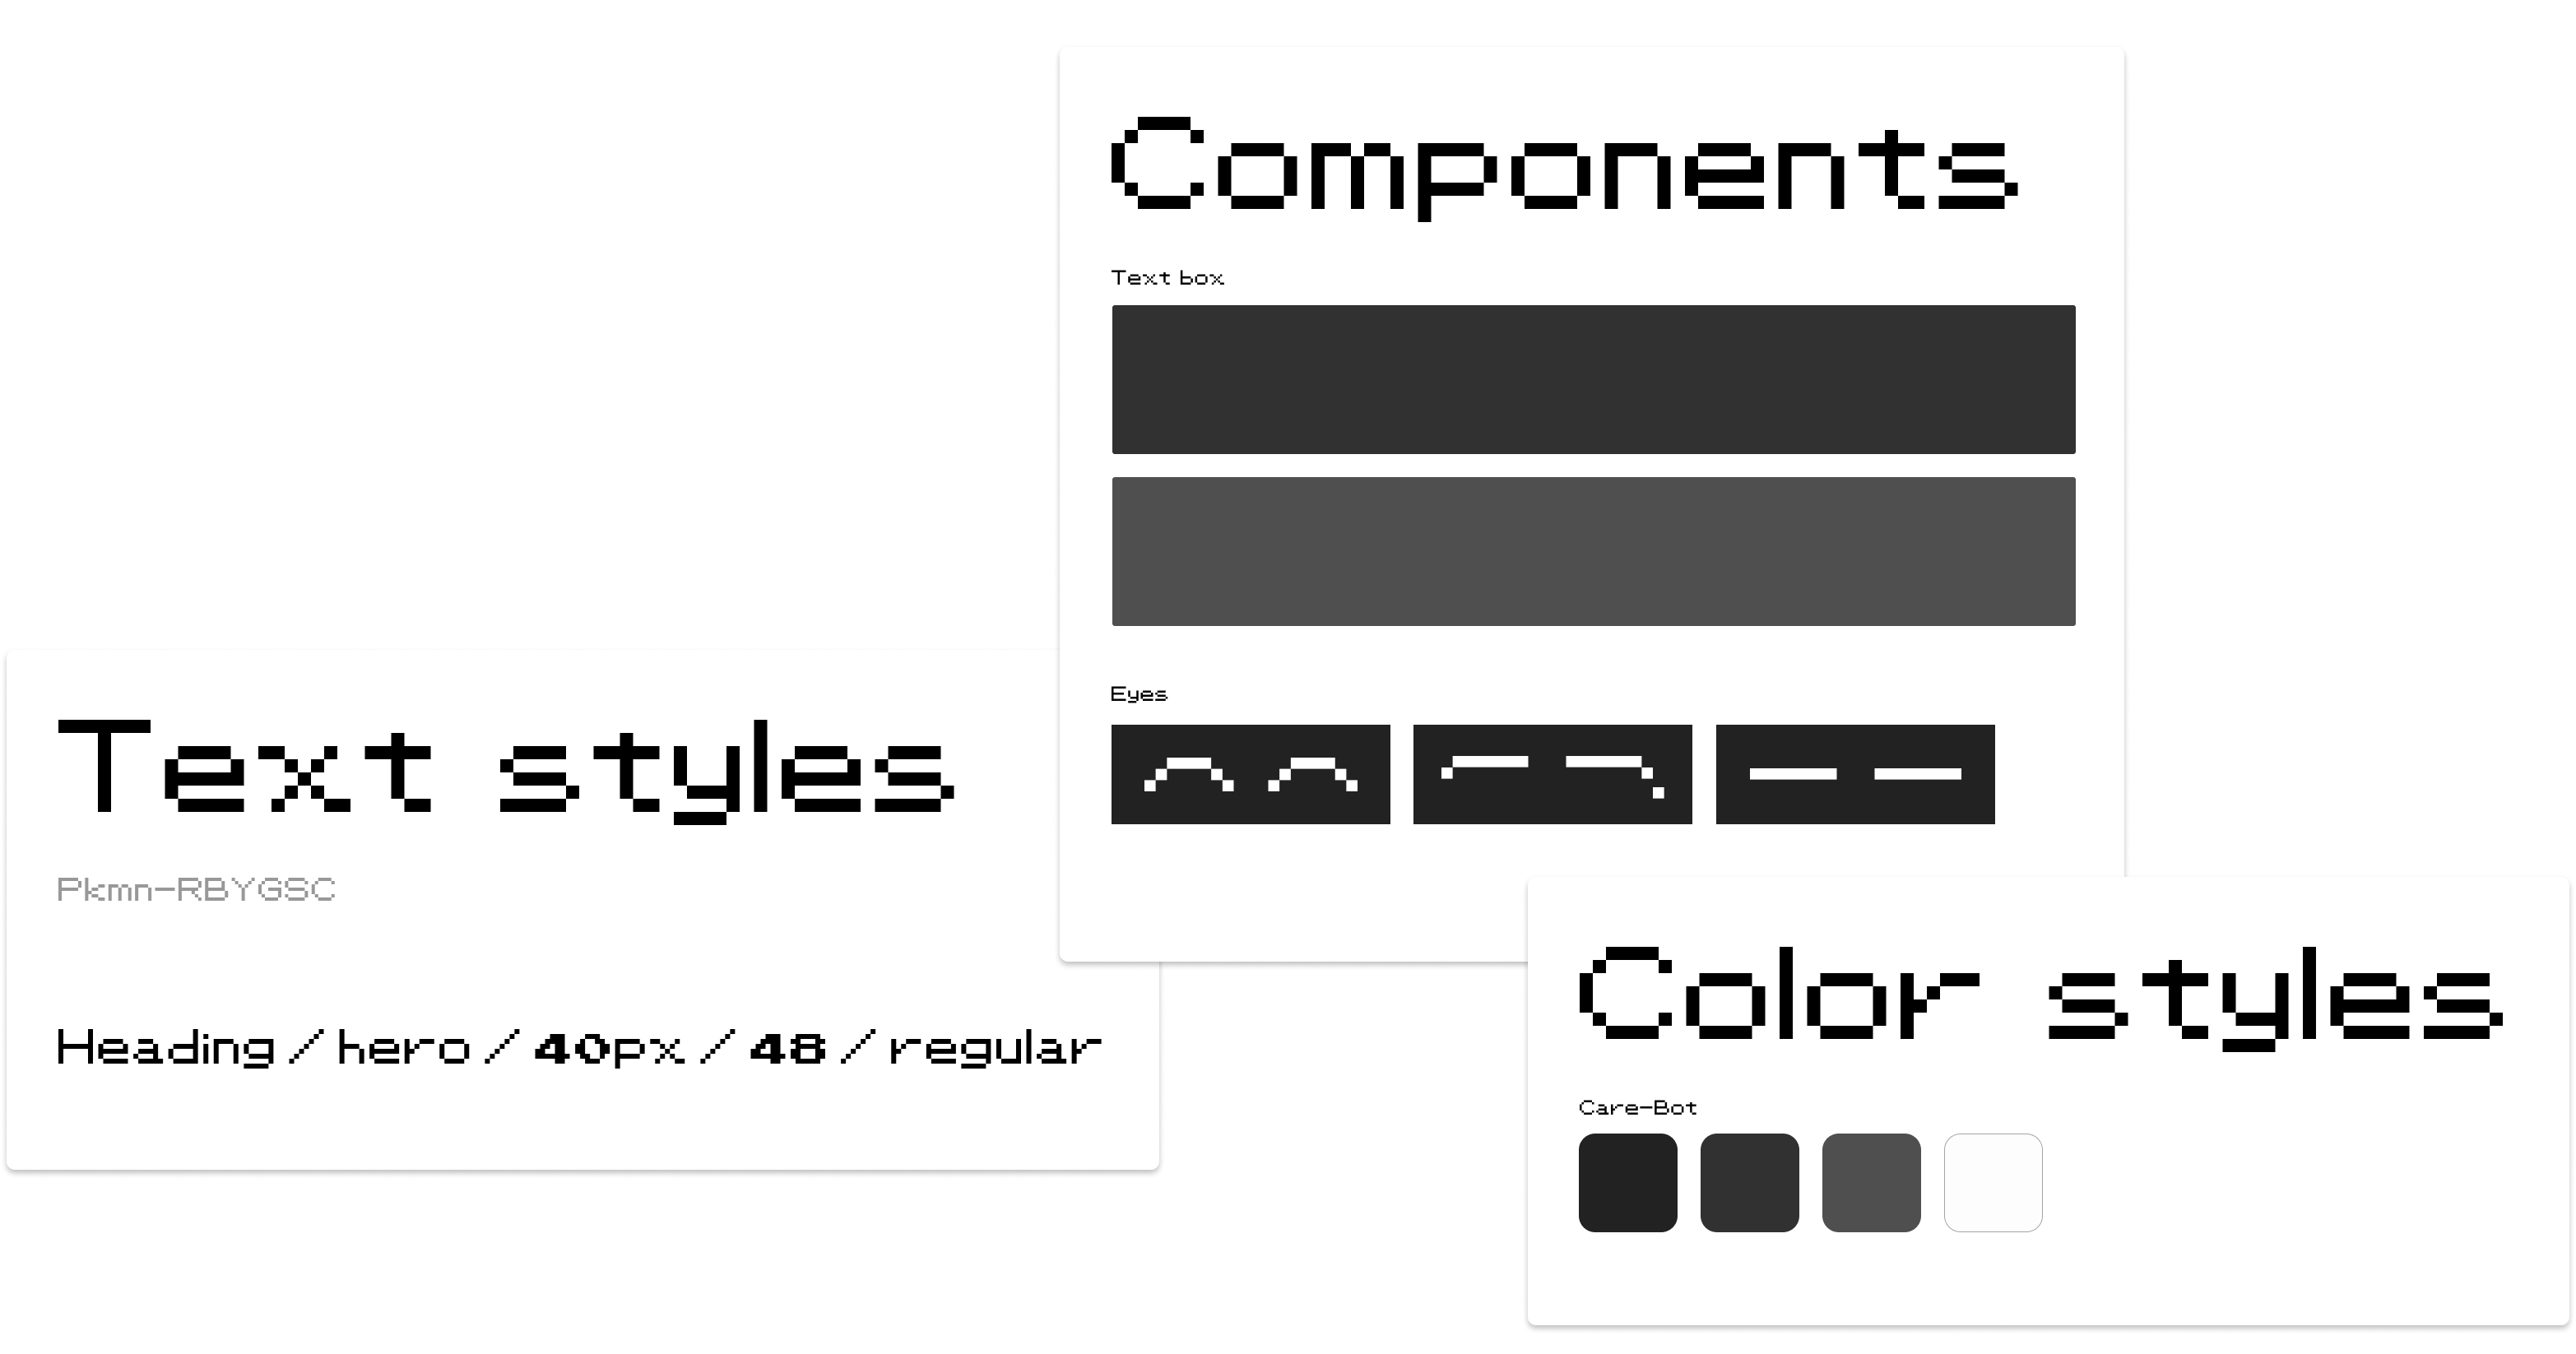 Components
Text box
Eyes
Text styles
Pkmn-RBYGSC
Heading / hero / 40px / 48 / regular
Color styles
Care-Bot